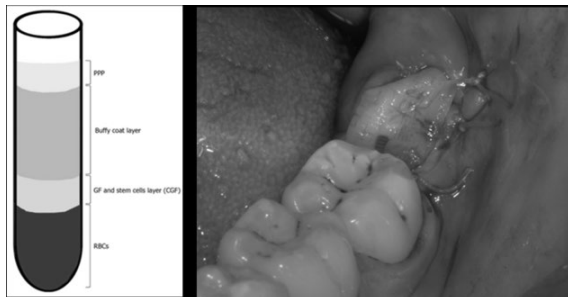 PPP
Buffy coat layer
GF and stem cells layer (CGF)
RBCs